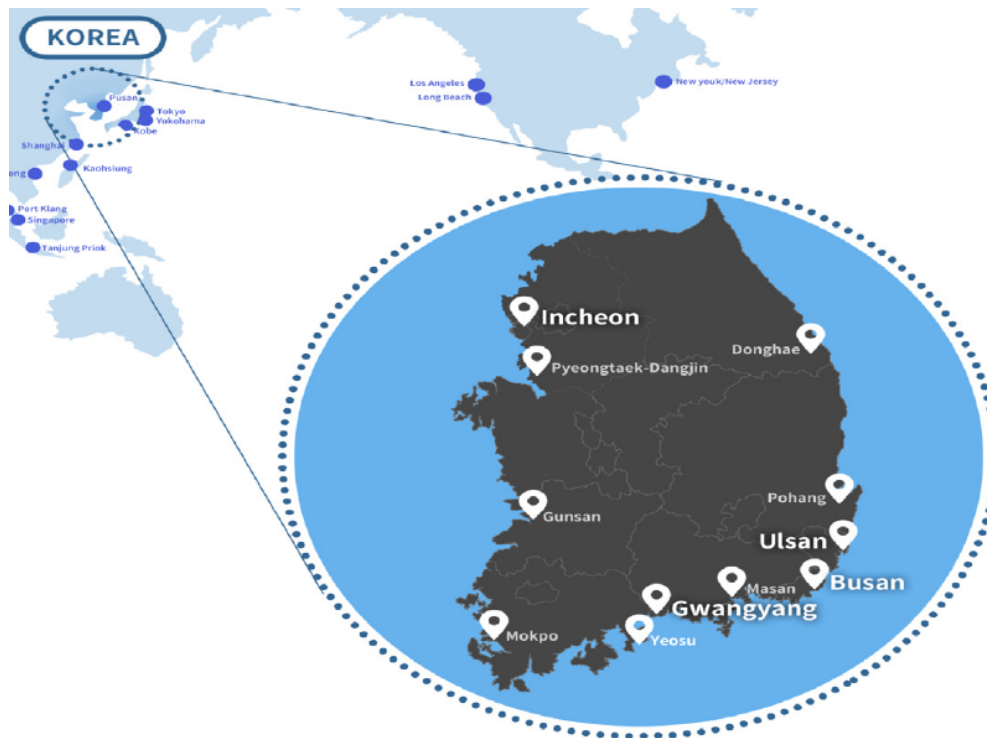 KOREA
Pusan
Tokyo
Yokohama
Kobe
Shanghai
Kaohsiung
ong
Port Klang
Singapore
Tanjung Priok
Los Angeles
Long Beach
New youk/New Jersey
Incheon
Donghae
Pyeongtaek-Dangjin
Pohang
Gunsan
Ulsan
Busan
Masan
Gwangyang
Mokpo
Yeosu